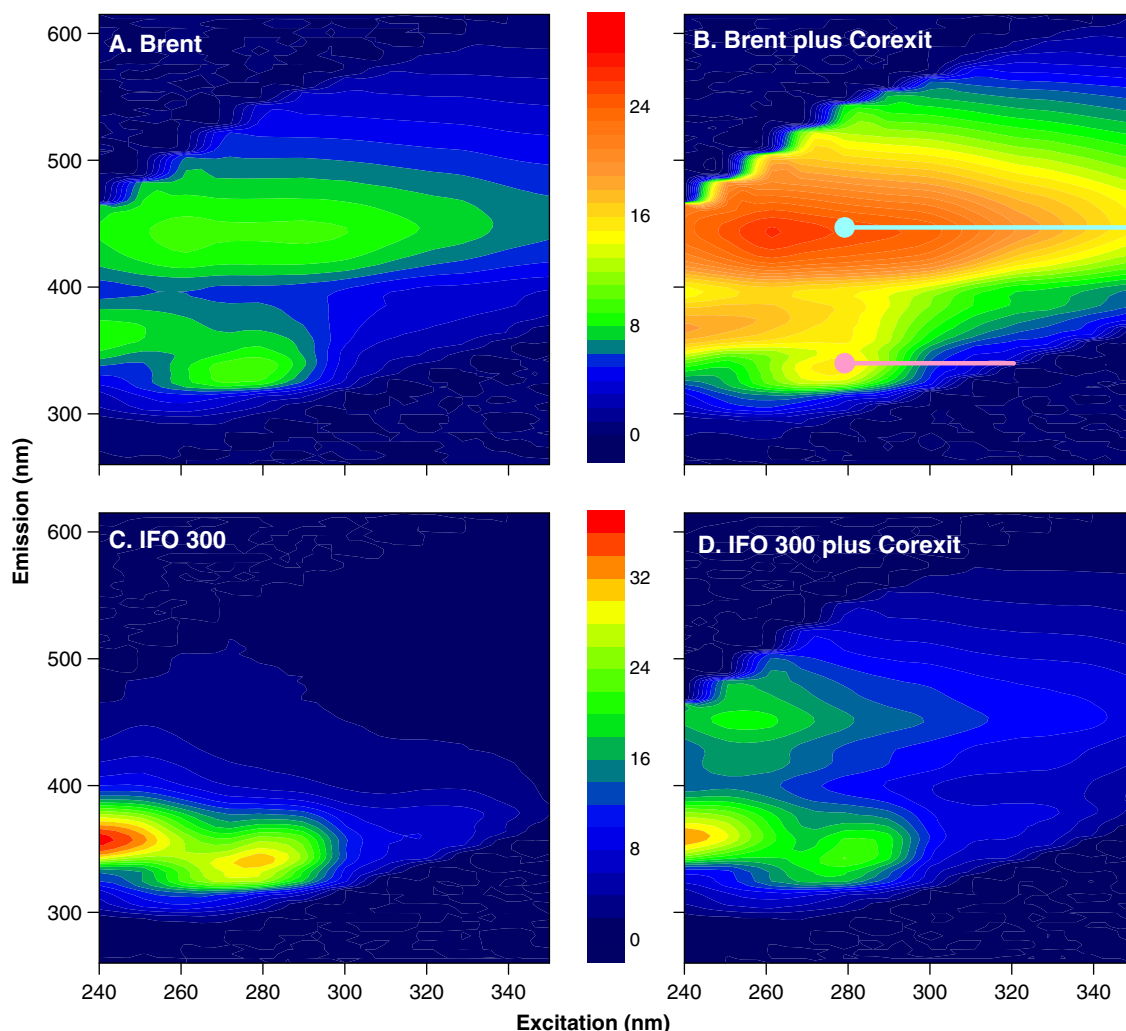 A. Brent
B. Brent plus Corexit
600
500
400
300
24
16
8
0
C. IFO 300
D. IFO 300 plus Corexit
600
500
400
300
32
24
16
8
0
240 260 280 300 320 340
240 260 280 300 320 340
Emission (nm)
Excitation (nm)